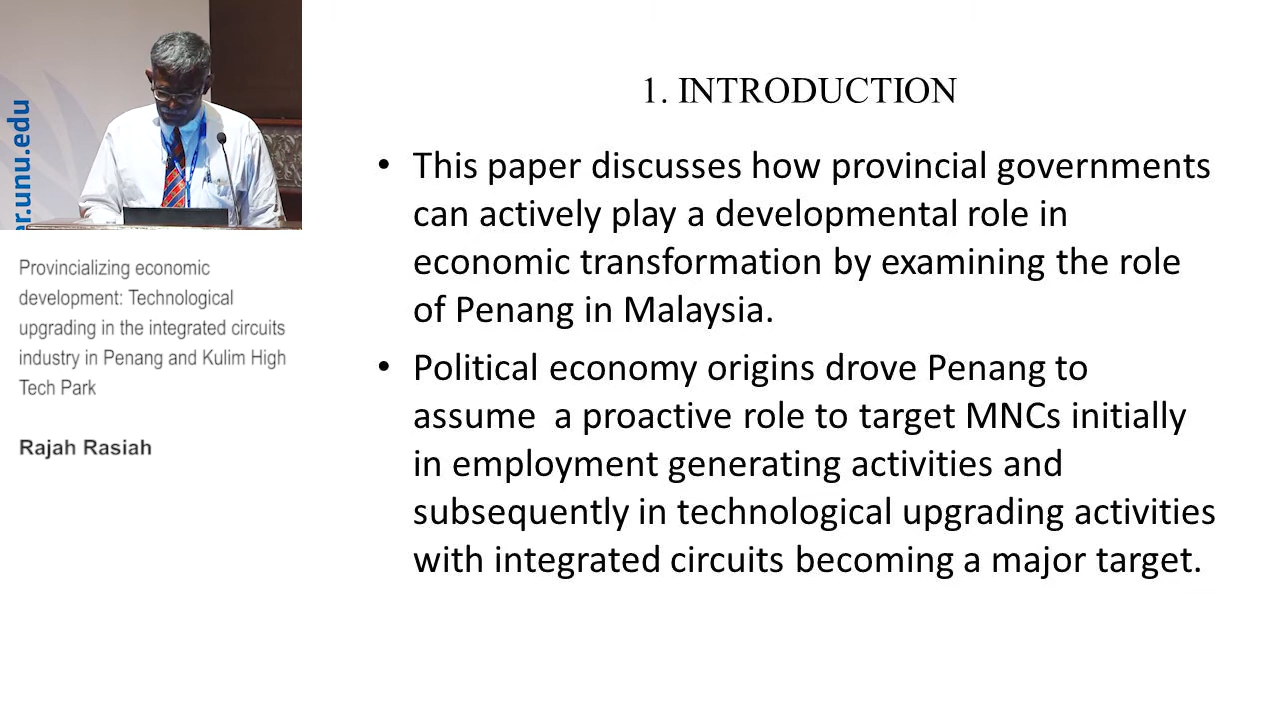 1. INTRODUCTION
• This paper discusses how provincial governments
can actively play a developmental role in
economic transformation by examining the role
of Penang in Malaysia.
• Political economy origins drove Penang to
assume  a proactive role to target MNCs initially
in employment generating activities and
subsequently in technological upgrading activities
with integrated circuits becoming a major target.
er.unu.edu
Provincializing economic
development: Technological
upgrading in the integrated circuits
industry in Penang and Kulim High
Tech Park
Rajah Rasiah